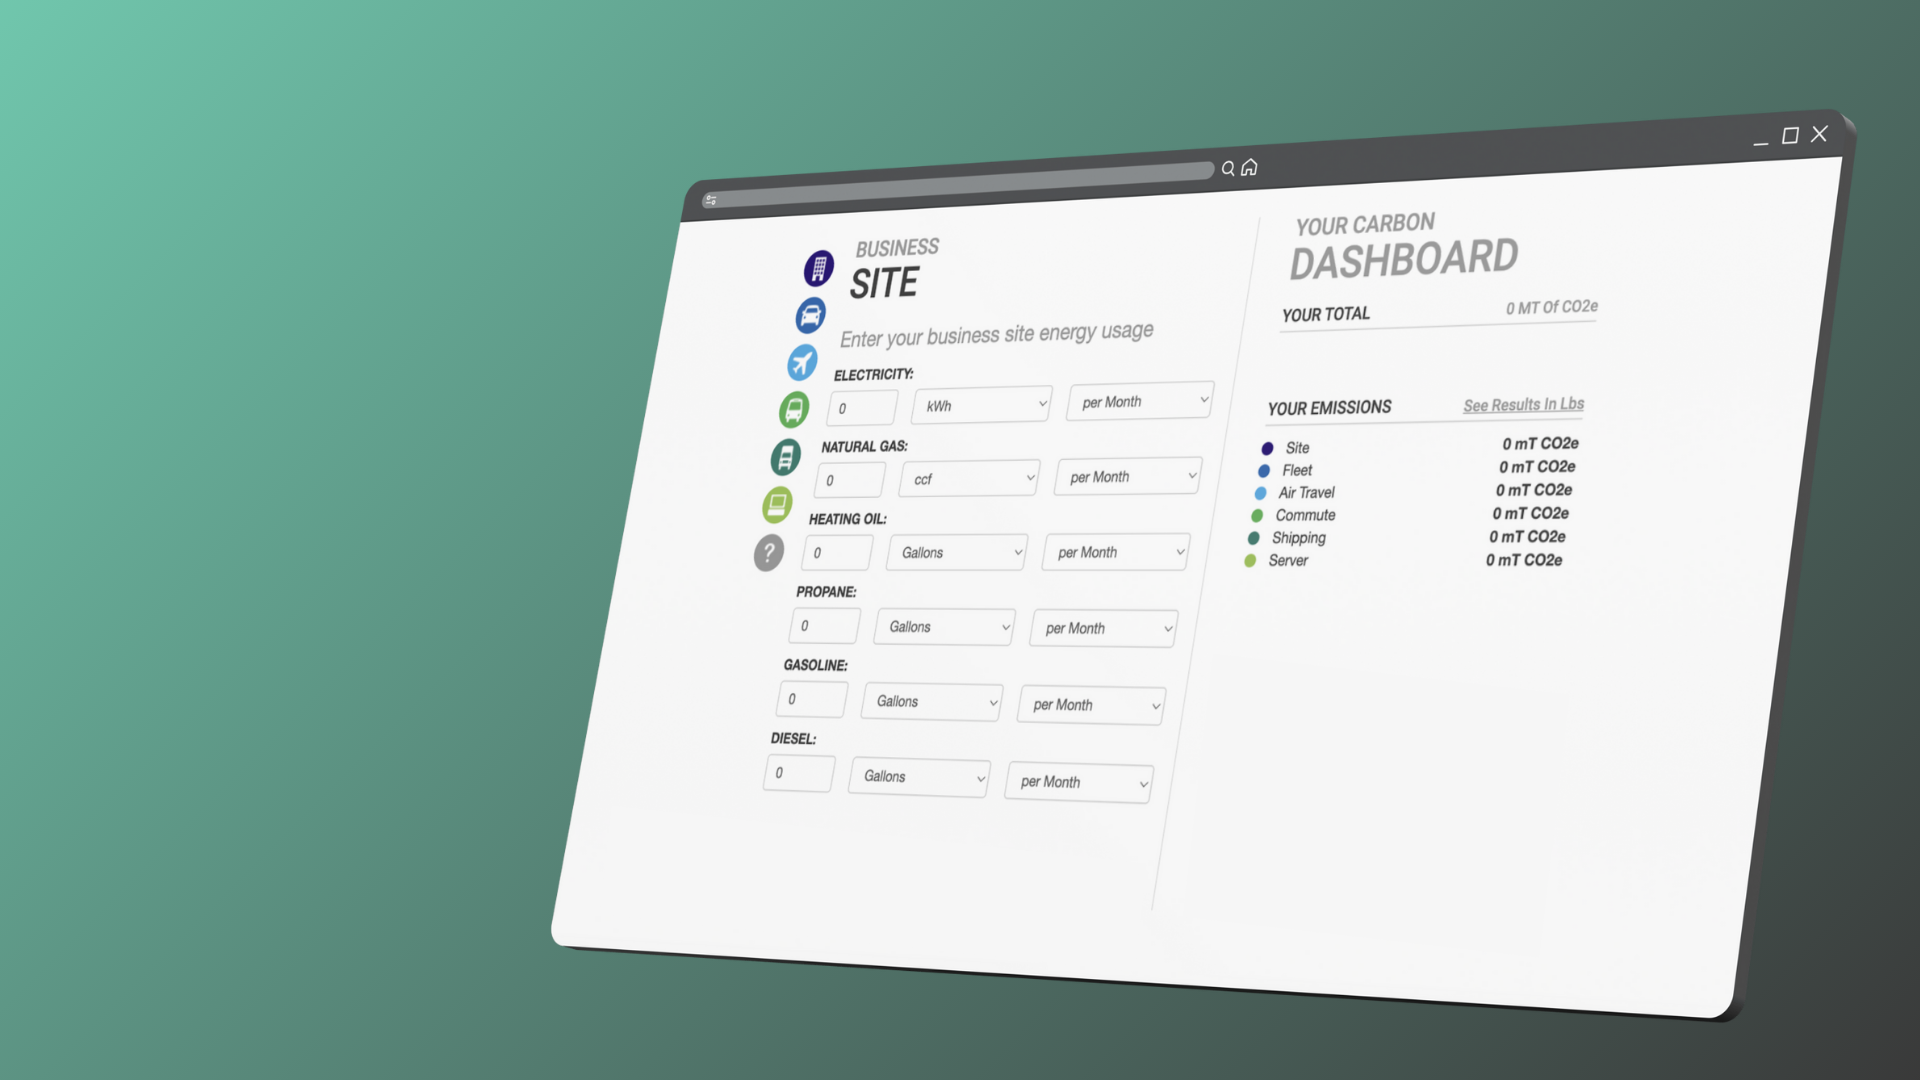 BUSINESS
SITE
Enter your business site energy usage
ELECTRICITY:
0 kWh per Month
NATURAL GAS:
0 ccf per Month
HEATING OIL:
0 Gallons per Month
?
PROPANE:
0 Gallons per Month
GASOLINE:
0 Gallons per Month
DIESEL:
0 Gallons per Month
YOUR CARBON
DASHBOARD
YOUR TOTAL 0 MT Of CO2e
YOUR EMISSIONS See Results In Lbs
Site 0 mT CO2e
Fleet 0 mT CO2e
Air Travel 0 mT CO2e
Commute 0 mT CO2e
Shipping 0 mT CO2e
Server 0 mT CO2e